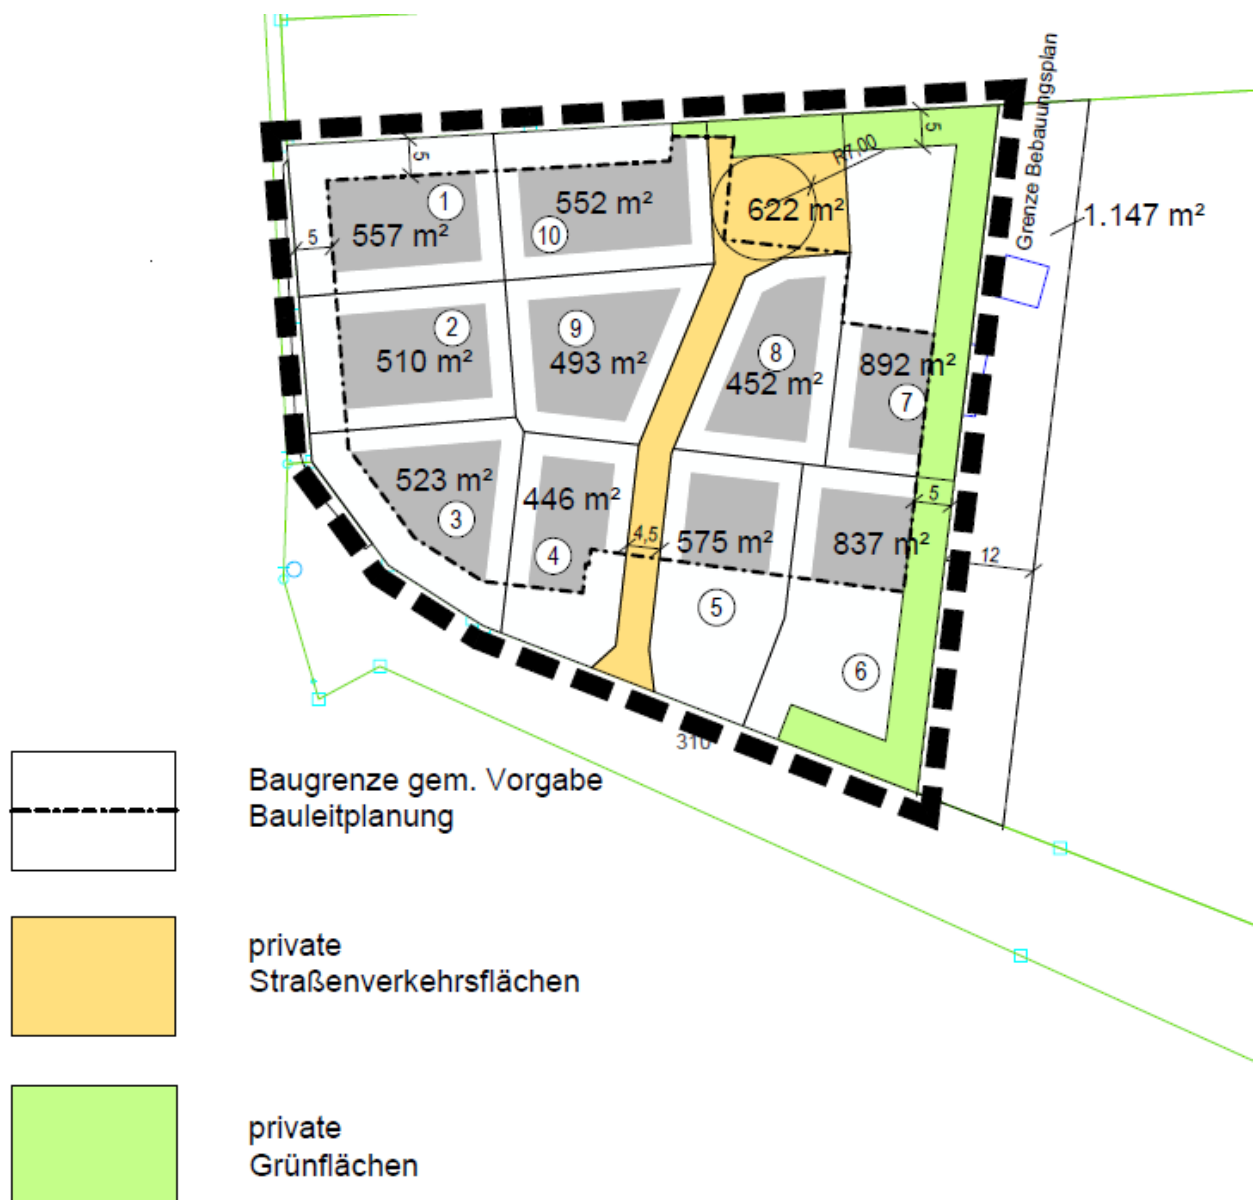 Grenze Bebauungsplan
5
5
R7,00
1
552 m²
622 m²
1.147 m²
557 m²
10
5
2
9
8
510 m²
493 m²
452 m²
892 m²
7
523 m²
446 m²
5
3
4
4,5
575 m²
837 m²
12
5
6
310
Baugrenze gem. Vorgabe
Bauleitplanung
private
Straßenverkehrsflächen
private
Grünflächen